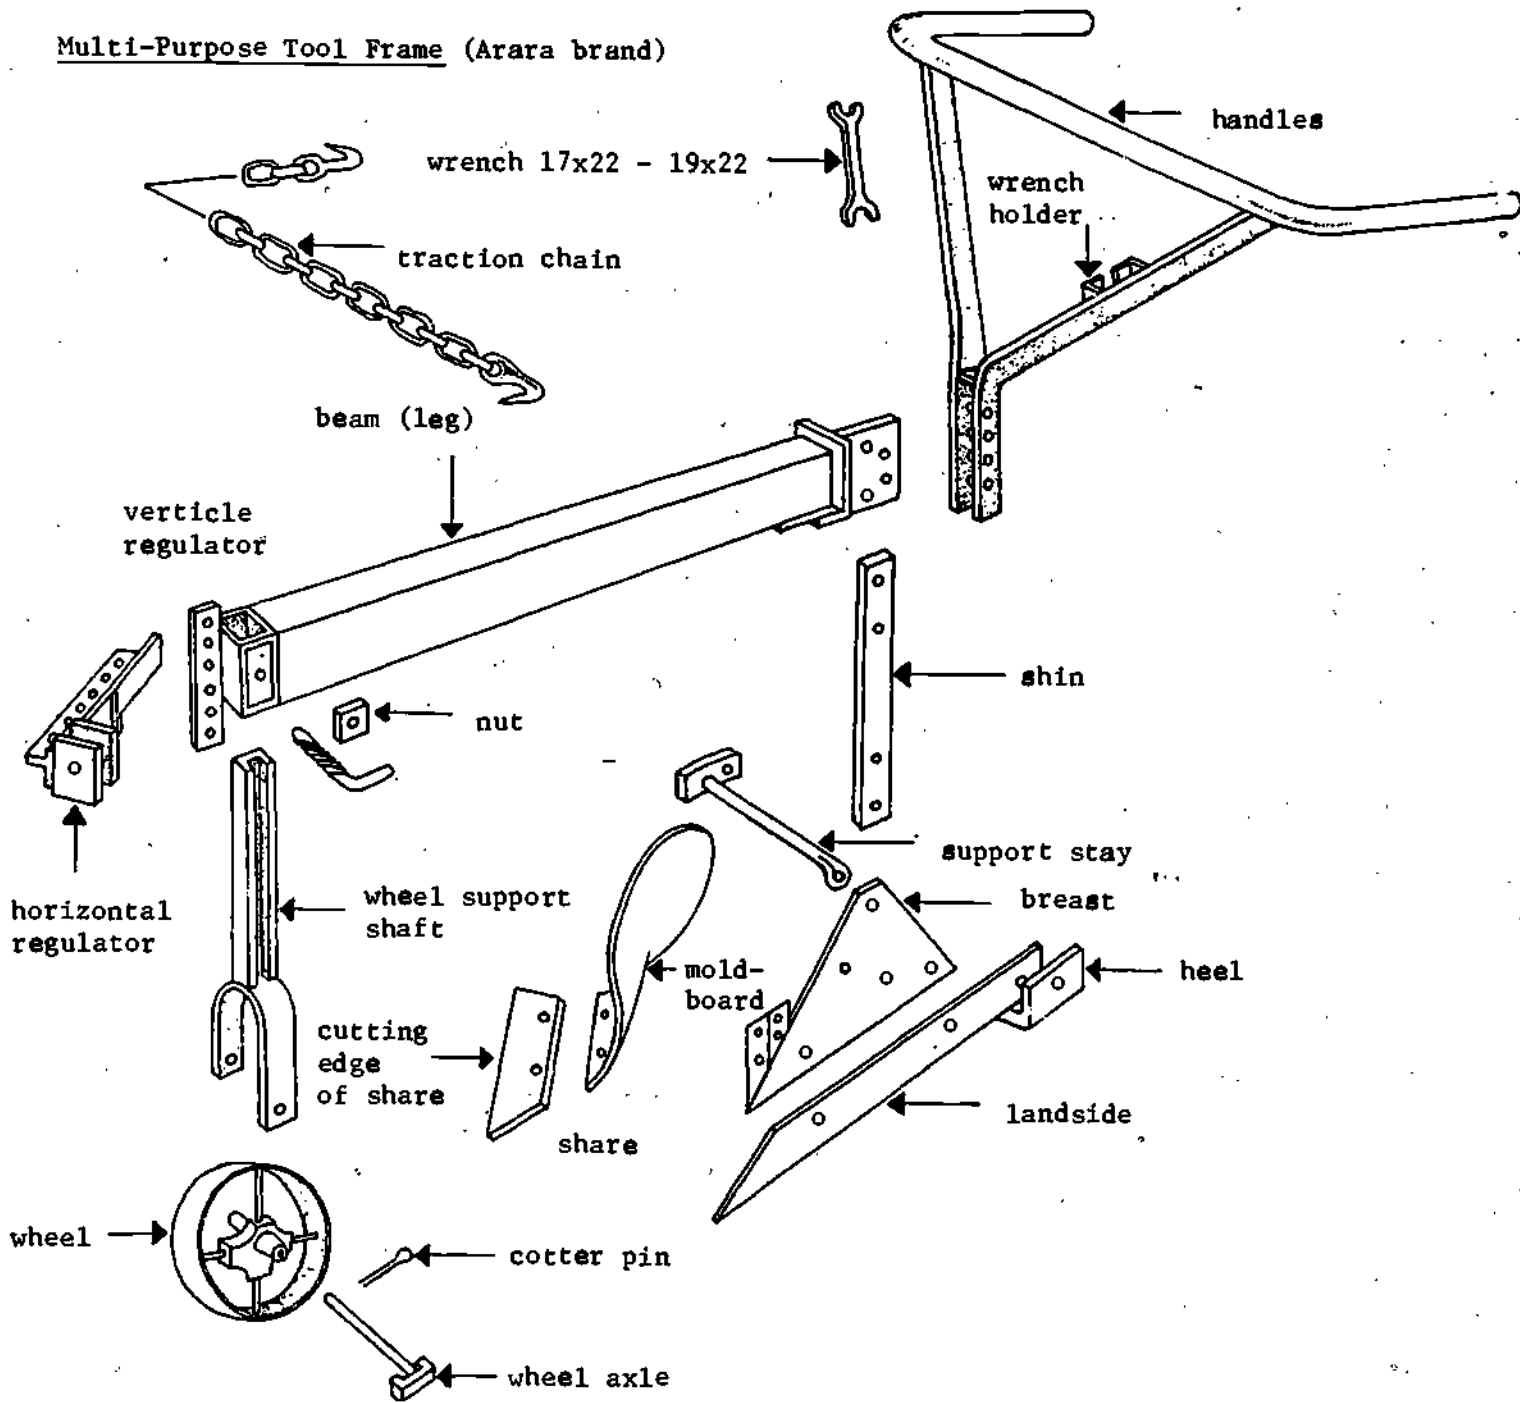 Multi-Purpose Tool Frame (Arara brand)
handles
wrench 17x22 - 19x22
wrench
holder
traction chain
beam (leg)
verticle
regulator
shin
nut
support stay
breast
wheel support
shaft
horizontal
regulator
mold-
board
heel
cutting
edge
of share
landside
share
wheel
cotter pin
wheel axle